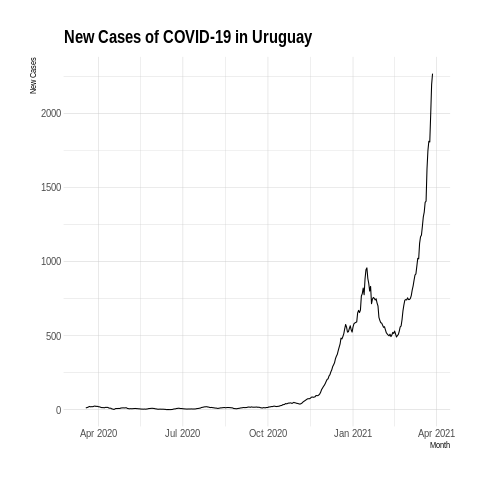 New Cases of COVID-19 in Uruguay
New Cases
2000
1500
1000
500
0
Apr 2020 Jul 2020 Oct 2020 Jan 2021 Apr 2021
Month